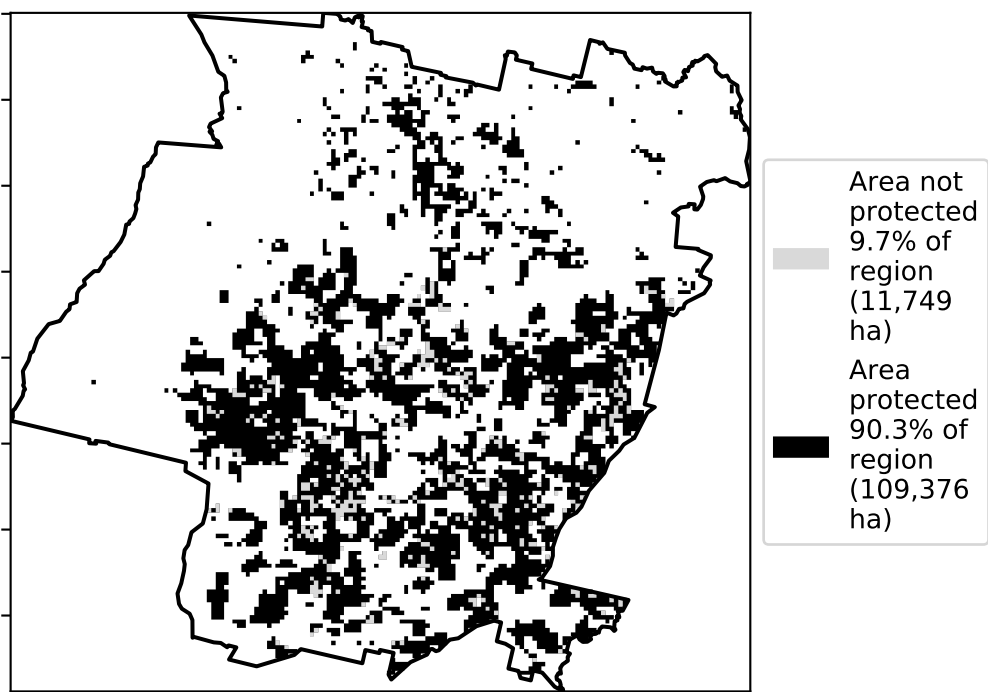 Area not
protected
9.7% of
region
(11,749
ha)
Area
protected
90.3% of
region
(109,376
ha)